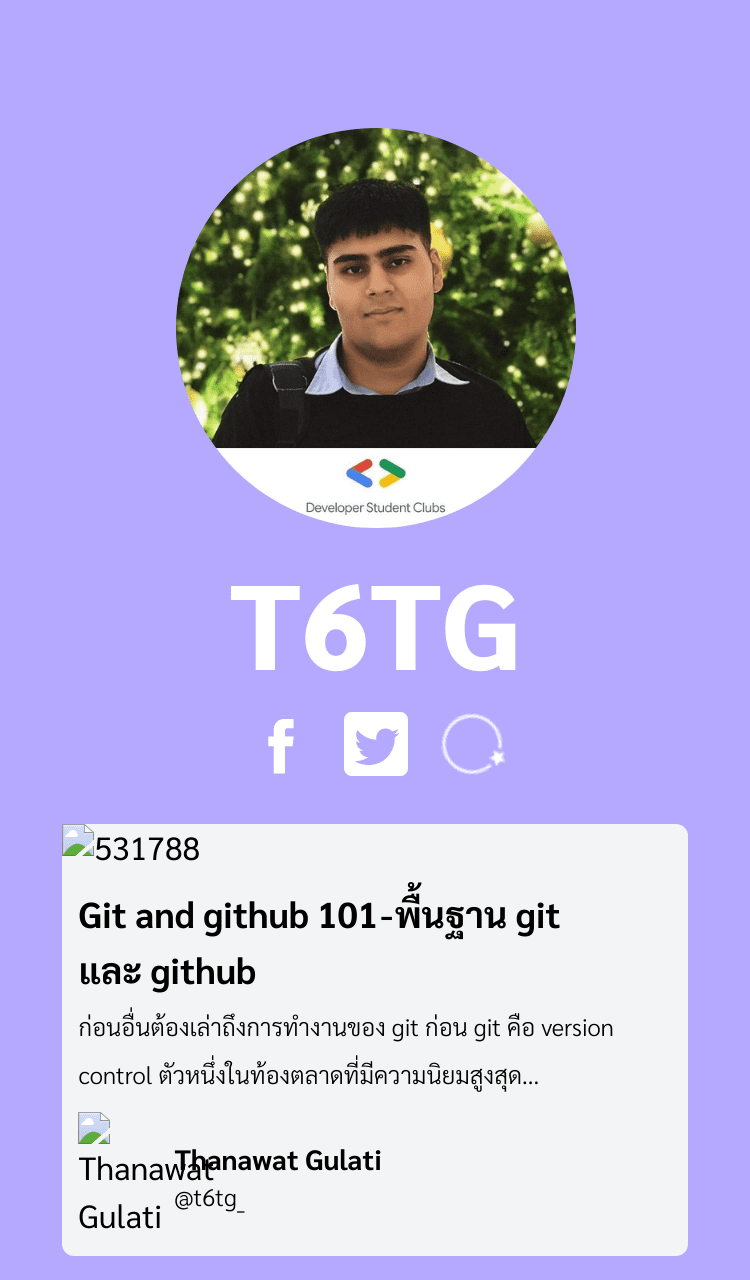 Developer Student Clubs
T6TG
531788
Git and github 101-พื้นฐาน git
และ github
ก่อนอื่นต้องเล่าถึงการทำงานของ git ก่อน git คือ version
control ตัวหนึ่งในท้องตลาดที่มีความนิยมสูงสุด...
Thanawat
Gulati
Thanawat Gulati
@t6tg_